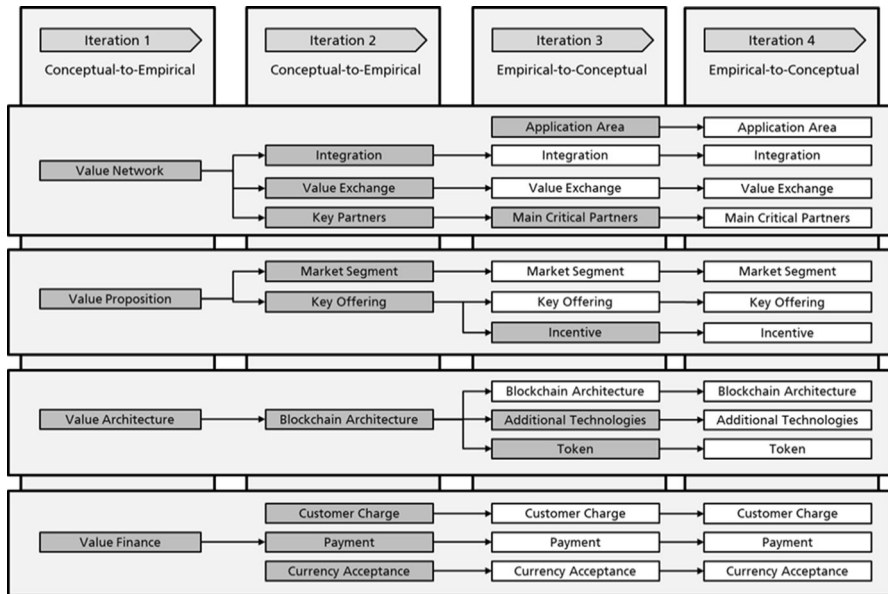 Iteration 1 Iteration 2 Iteration 3 Iteration 4
Conceptual-to-Empirical Conceptual-to-Empirical Empirical-to-Conceptual Empirical-to-Conceptual
Application Area Application Area
Integration Integration Integration
Value Network
Value Exchange Value Exchange Value Exchange
Key Partners Main Critical Partners Main Critical Partners
Market Segment Market Segment Market Segment
Value Proposition
Key Offering Key Offering Key Offering
Incentive Incentive
Blockchain Architecture Blockchain Architecture
Value Architecture Blockchain Architecture Additional Technologies Additional Technologies
Token Token
Customer Charge Customer Charge Customer Charge
Value Finance Payment Payment Payment
Currency Acceptance Currency Acceptance Currency Acceptance